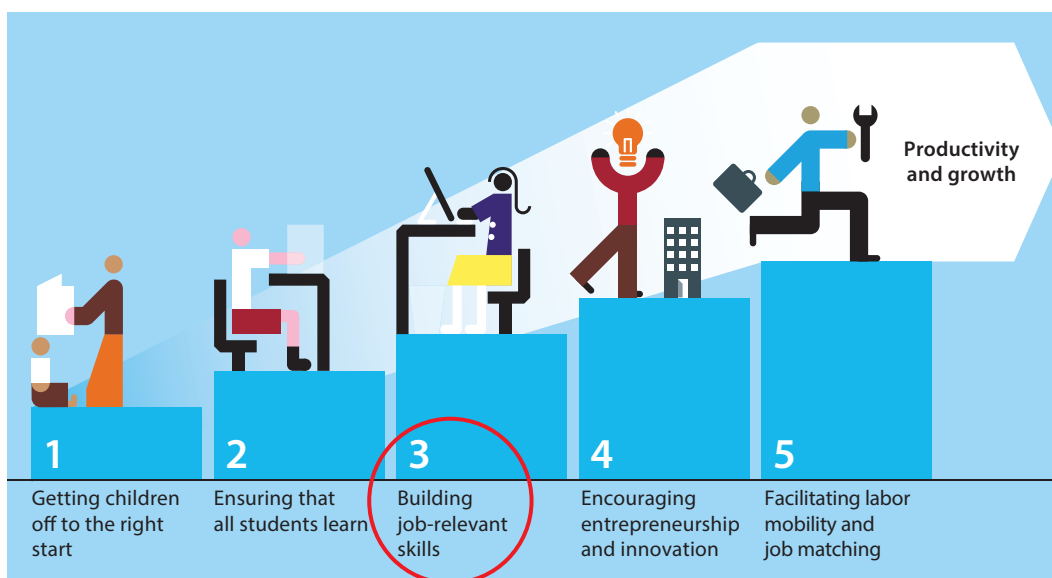 Productivity
and growth
1
2
3
4
5
Getting children
off to the right
start
Ensuring that
all students learn
Building
job-relevant
skills
Encouraging
entrepreneurship
and innovation
Facilitating labor
mobility and
job matching